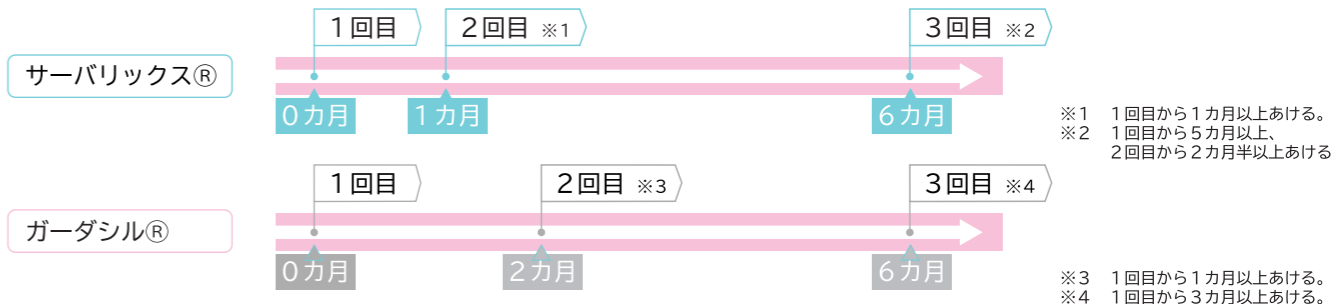 1回目
2回目 ※1
3回目 ※2
サーバリックス®
0カ月
1カ月
6カ月
※1 1回目から1カ月以上あける。
※2 1回目から5カ月以上、
2回目から2カ月半以上あける
1回目
2回目 ※3
3回目 ※4
ガーダシル®
0カ月
2カ月
6カ月
※3 1回目から1カ月以上あける。
※4 1回目から3カ月以上あける。